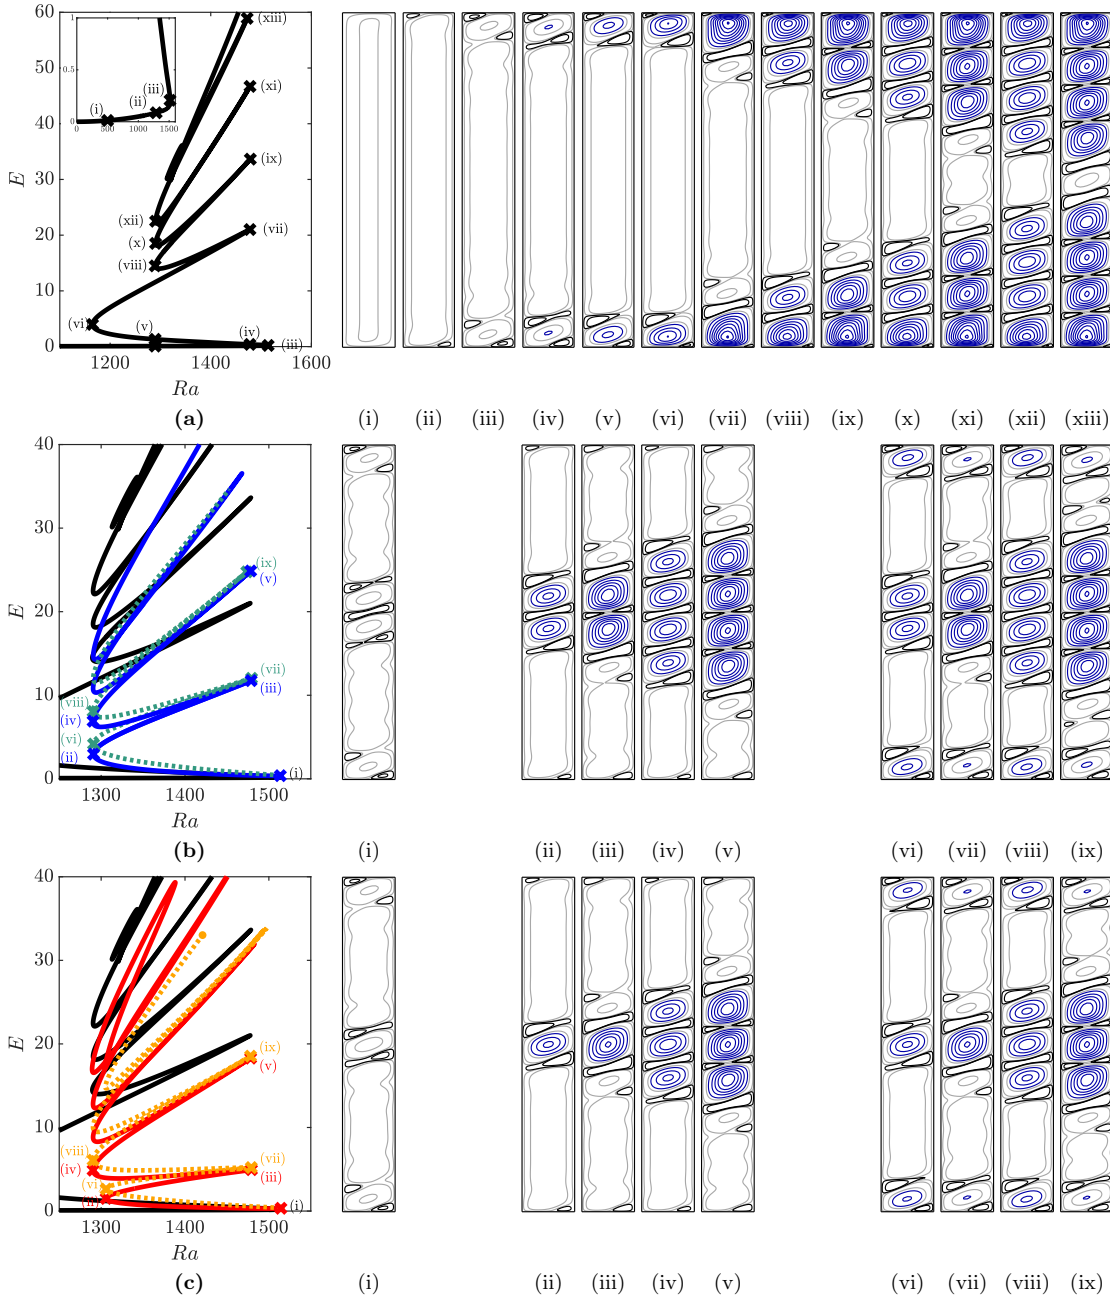 60
50
40
30
20
10
0
E
1
0.5
0
0 500 1000 1500
(i)
(ii)
(iii)
(xiii)
(xi)
(ix)
(vii)
(xii)
(x)
(viii)
(vi)
(v)
(iv)
(iii)
1200 1400 1600
Ra
(a) (i) (ii) (iii) (iv) (v) (vi) (vii) (viii) (ix) (x) (xi) (xii) (xiii)
40
30
20
10
0
E
(ix)
(v)
(vii)
(iii)
(viii)
(iv)
(vi)
(ii)
(i)
1300 1400 1500
Ra
(b) (i) (ii) (iii) (iv) (v) (vi) (vii) (viii) (ix)
40
30
20
10
0
E
(ix)
(v)
(viii)
(iv)
(vii)
(iii)
(vi)
(ii)
(i)
1300 1400 1500
Ra
(c) (i) (ii) (iii) (iv) (v) (vi) (vii) (viii) (ix)